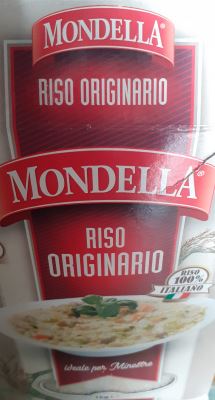 MONDELLA®
RISO ORIGINARIO
MONDELLA®
RISO
ORIGINARIO
RISO
100%
ITALIANO
ideale per Minestre